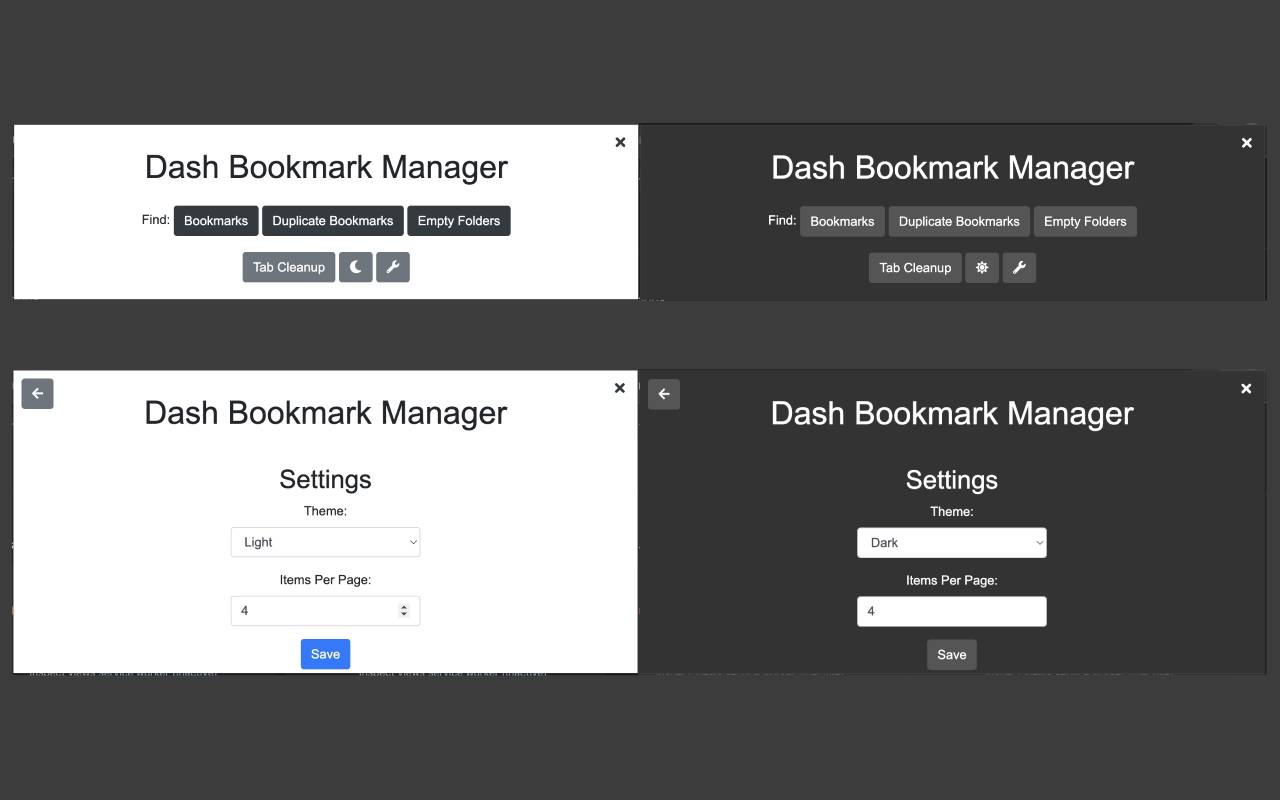 Dash Bookmark Manager
Find: Bookmarks Duplicate Bookmarks Empty Folders
Tab Cleanup
Dash Bookmark Manager
Find: Bookmarks Duplicate Bookmarks Empty Folders
Tab Cleanup
Dash Bookmark Manager
Settings
Theme:
Light
Items Per Page:
4
Save
Dash Bookmark Manager
Settings
Theme:
Dark
Items Per Page:
4
Save